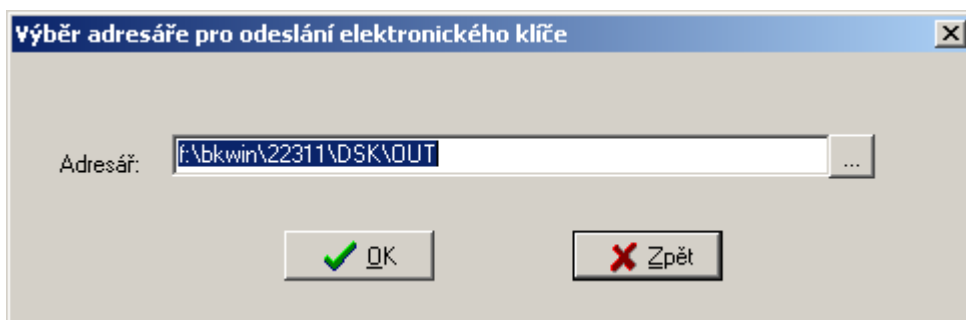 Výběr adresáře pro odeslání elektronického klíče
Adresář: f:\bkwin\22311\DSK\OUT ...
OK Zpět